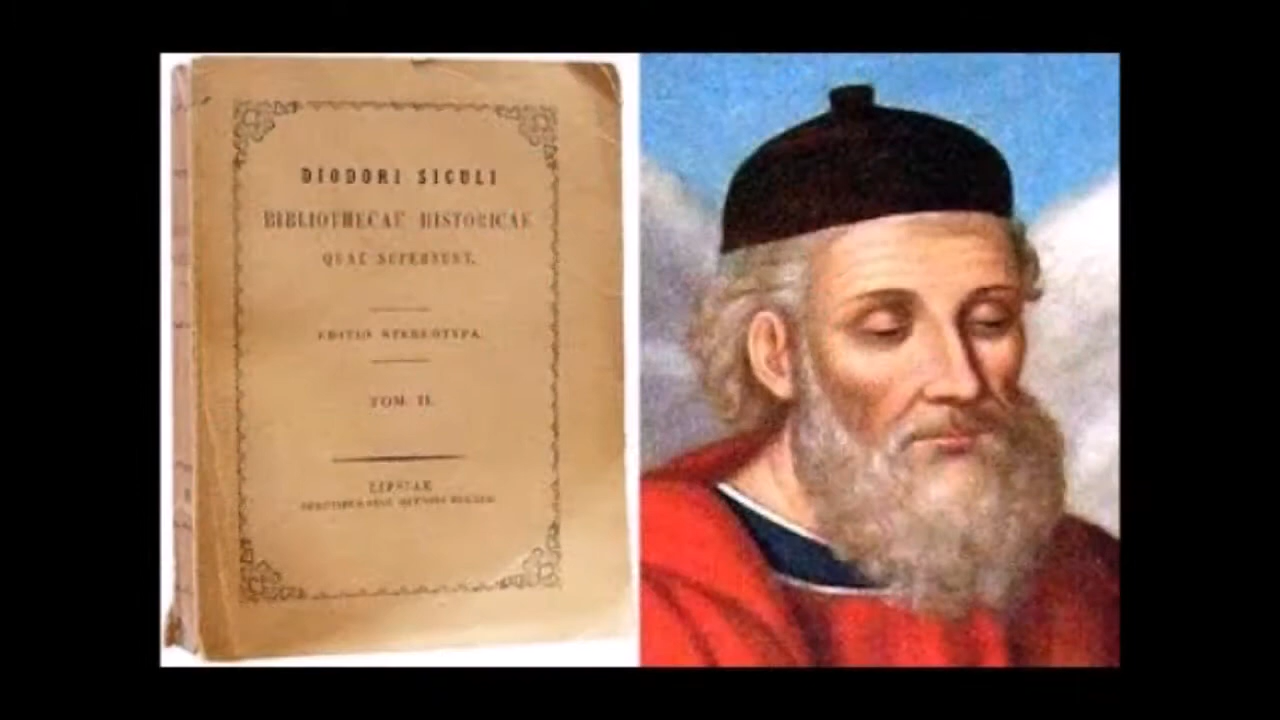 DIODORI SICULI
BIBLIOTHECAE HISTORICAE
QUAE SUPERSUNT.
EDITIO STEREOTYPA.
TOM. II.
LIPSIAE